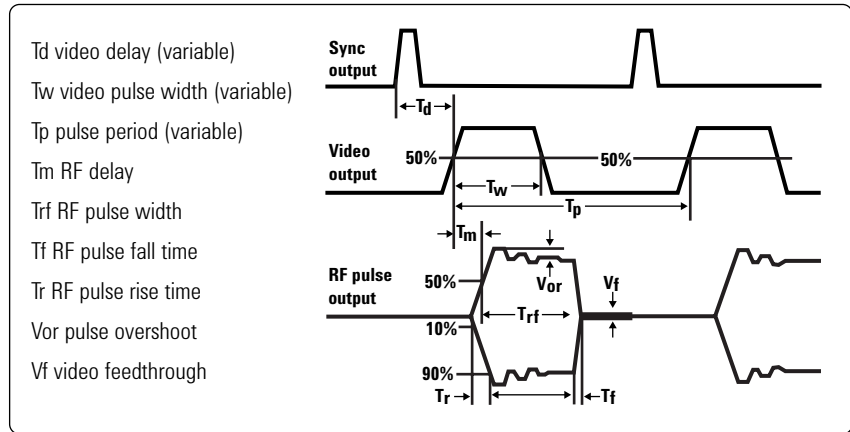 Td video delay (variable)
Tw video pulse width (variable)
Tp pulse period (variable)
Tm RF delay
Trf RF pulse width
Tf RF pulse fall time
Tr RF pulse rise time
Vor pulse overshoot
Vf video feedthrough
Sync
output
Td
Video
output
50%
50%
Tw
Tp
Tm
RF pulse
output
50%
Vor
Vf
Trf
10%
90%
Tr
Tf